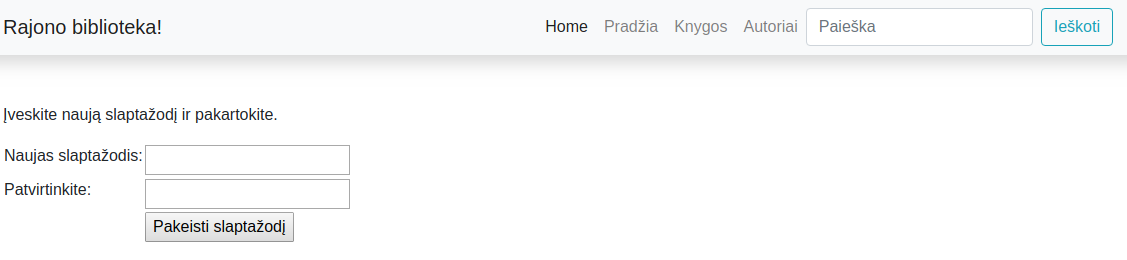 Rajono biblioteka! Home Pradžia Knygos Autoriai Paieška Ieškoti
Įveskite naują slaptažodį ir pakartokite.
Naujas slaptažodis:
Patvirtinkite:
Pakeisti slaptažodį